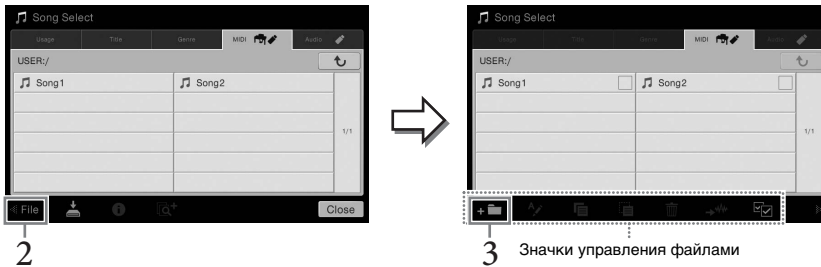 Song Select
Usage Title Genre MIDI Audio
USER:/
Song1 Song2
1/1
File Close
2
Song Select
Usage Title Genre MIDI Audio
USER:/
Song1 Song2
1/1
3 Значки управления файлами